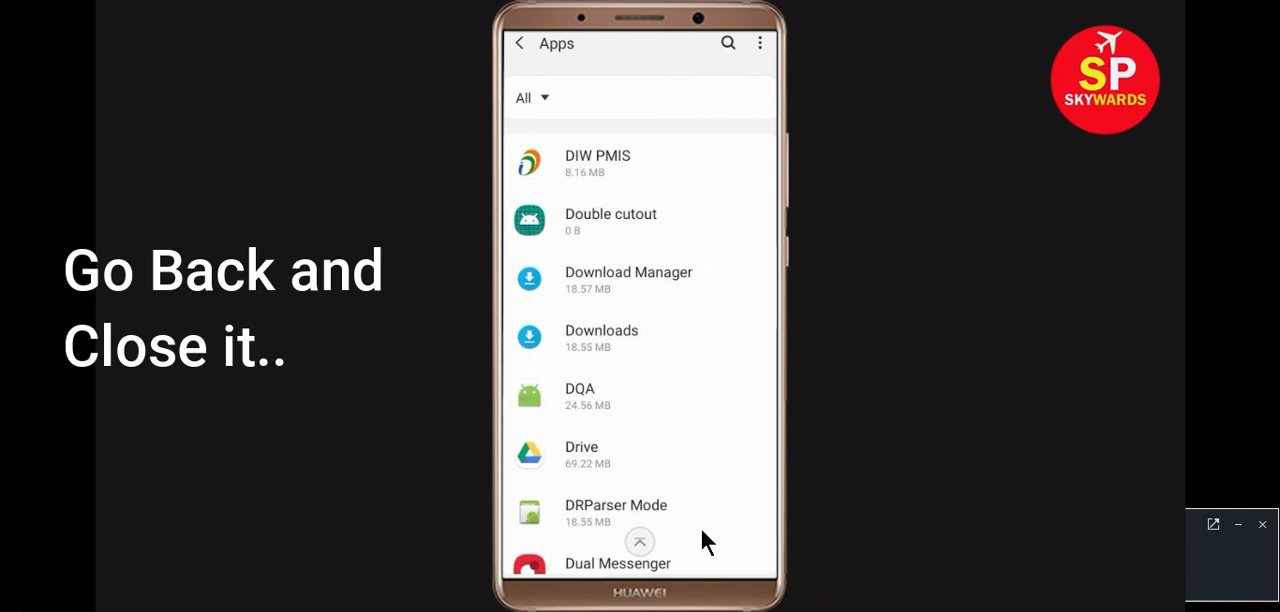 Apps
All
DIW PMIS
8.16 MB
Double cutout
0 B
Download Manager
18.57 MB
Downloads
18.55 MB
DQA
24.56 MB
Drive
69.22 MB
DRParser Mode
18.55 MB
Dual Messenger
HUAWEI
Go Back and
Close it..
SP
SKYWARDS